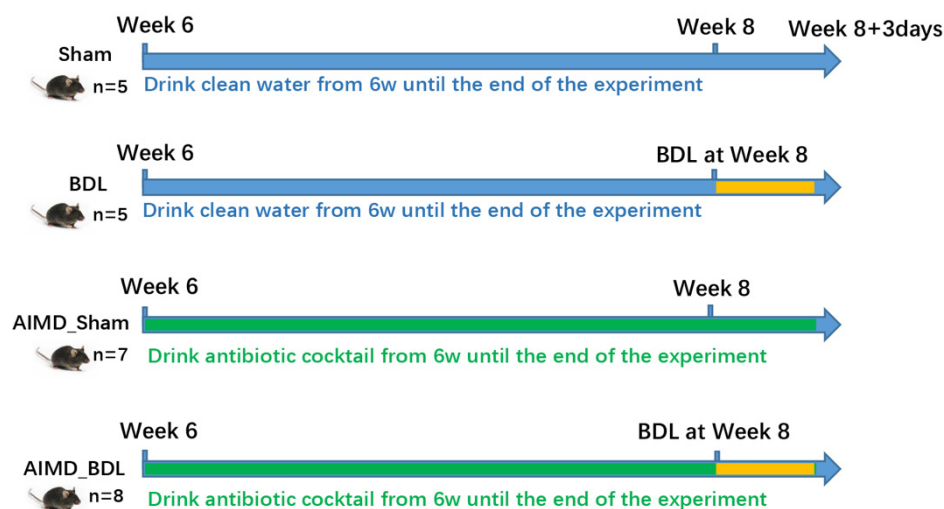 Week 6 Week 8 Week 8+3days
Sham
n=5 Drink clean water from 6w until the end of the experiment
Week 6 BDL at Week 8
BDL
n=5 Drink clean water from 6w until the end of the experiment
Week 6 Week 8
AIMD_Sham
n=7 Drink antibiotic cocktail from 6w until the end of the experiment
Week 6 BDL at Week 8
AIMD_BDL
n=8 Drink antibiotic cocktail from 6w until the end of the experiment